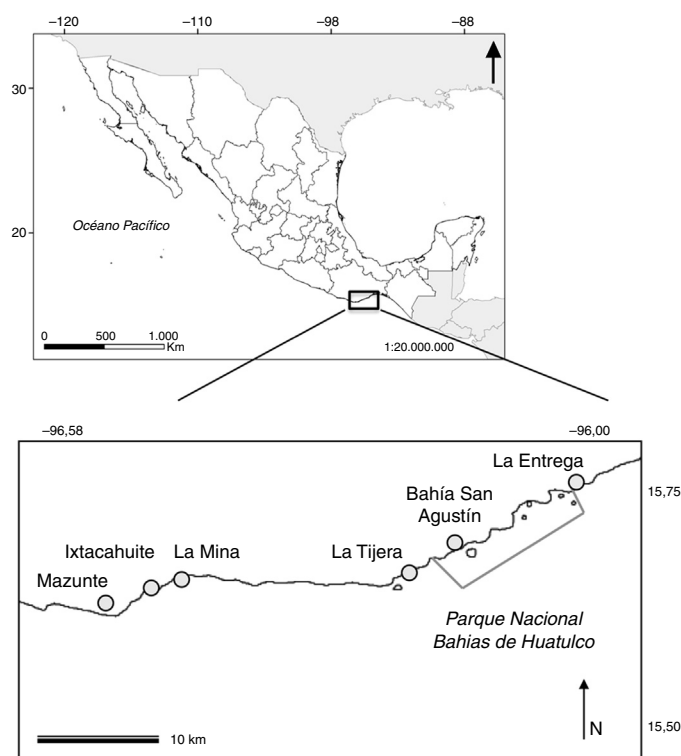 −120 −110 −98 −88
30
20
Océano Pacífico
0 500 1.000
Km
1:20.000.000
−96,58 −96,00
La Entrega
15,75
Bahía San
Agustín
Ixtacahuite La Mina
La Tijera
Mazunte
Parque Nacional
Bahias de Huatulco
10 km
N
15,50